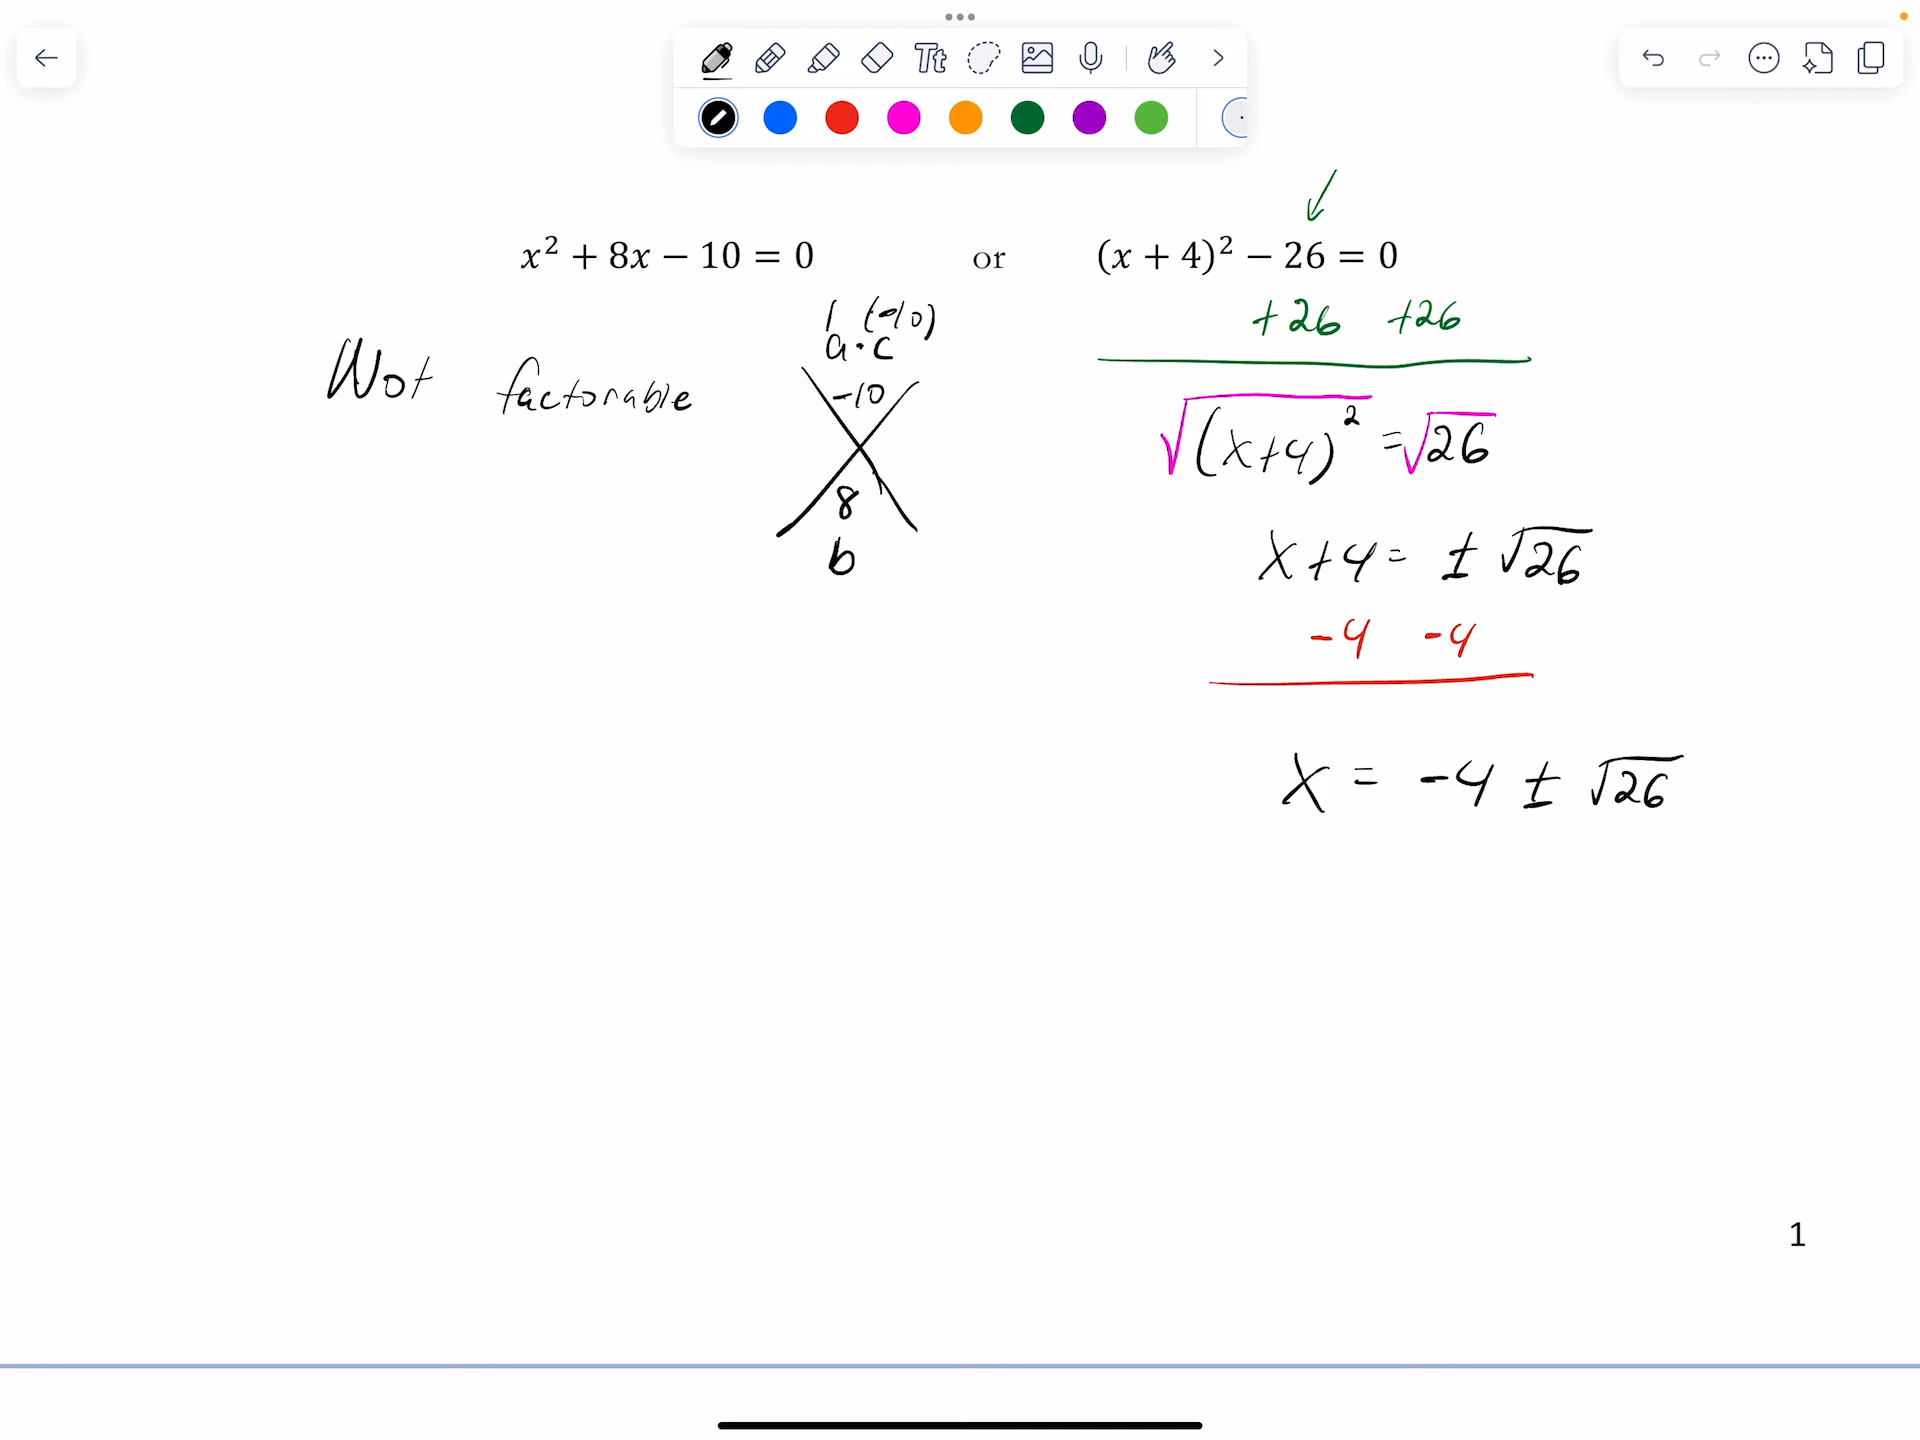 Tt
x² + 8x − 10 = 0 or (x + 4)² − 26 = 0
1 (-10)
a·c
-10
8
b
Not factorable
+26 +26
√(x+4)² = √26
x+4 = ± √26
-4 -4
x = -4 ± √26
1